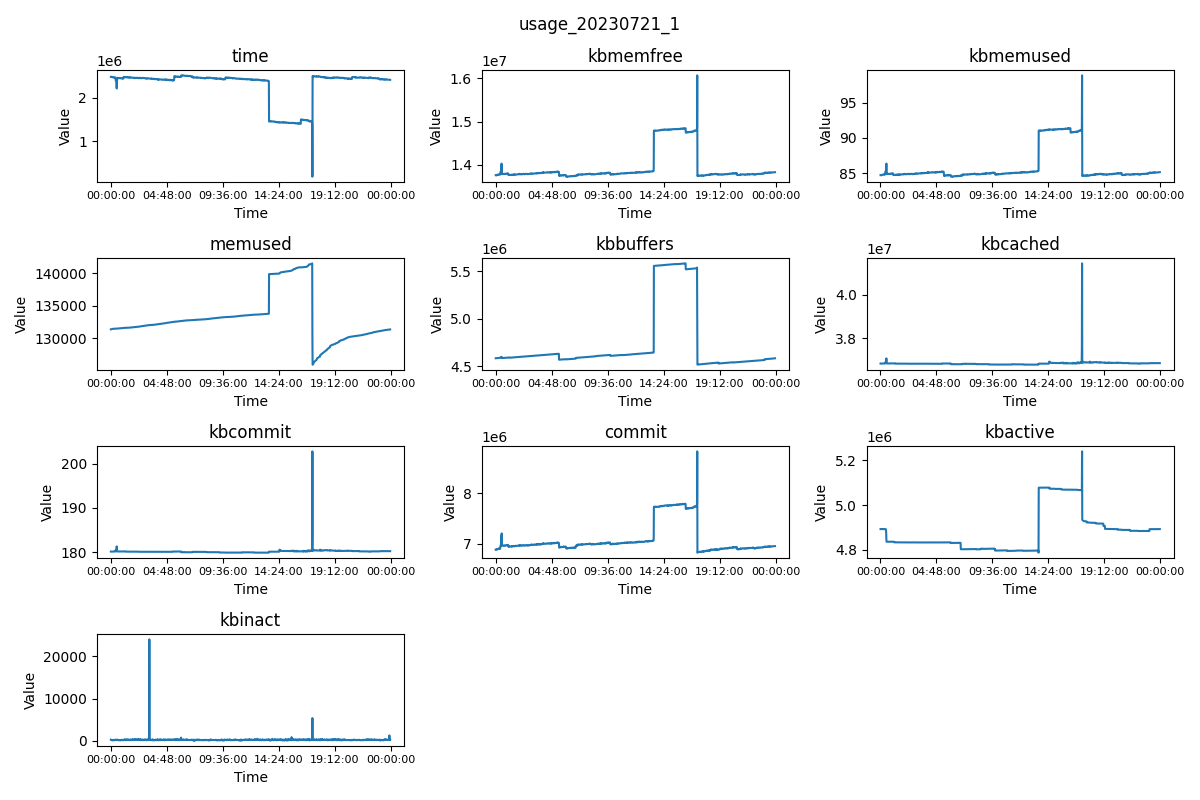 usage_20230721_1
time
1e6
2
1
Value
00:00:00 04:48:00 09:36:00 14:24:00 19:12:00 00:00:00
Time
kbmemfree
1e7
1.6
1.5
1.4
Value
00:00:00 04:48:00 09:36:00 14:24:00 19:12:00 00:00:00
Time
kbmemused
95
90
85
Value
00:00:00 04:48:00 09:36:00 14:24:00 19:12:00 00:00:00
Time
memused
140000
135000
130000
Value
00:00:00 04:48:00 09:36:00 14:24:00 19:12:00 00:00:00
Time
kbbuffers
1e6
5.5
5.0
4.5
Value
00:00:00 04:48:00 09:36:00 14:24:00 19:12:00 00:00:00
Time
kbcached
1e7
4.0
3.8
Value
00:00:00 04:48:00 09:36:00 14:24:00 19:12:00 00:00:00
Time
kbcommit
200
190
180
Value
00:00:00 04:48:00 09:36:00 14:24:00 19:12:00 00:00:00
Time
commit
1e6
8
7
Value
00:00:00 04:48:00 09:36:00 14:24:00 19:12:00 00:00:00
Time
kbactive
1e6
5.2
5.0
4.8
Value
00:00:00 04:48:00 09:36:00 14:24:00 19:12:00 00:00:00
Time
kbinact
20000
10000
0
Value
00:00:00 04:48:00 09:36:00 14:24:00 19:12:00 00:00:00
Time